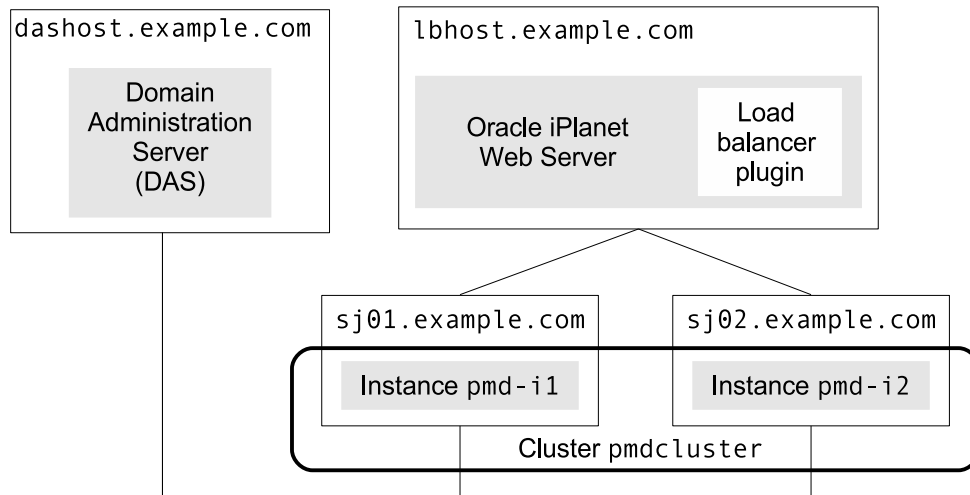 dashost.example.com
Domain
Administration
Server
(DAS)
lbhost.example.com
Oracle iPlanet
Web Server
Load
balancer
plugin
sj01.example.com
Instance pmd-i1
sj02.example.com
Instance pmd-i2
Cluster pmdcluster